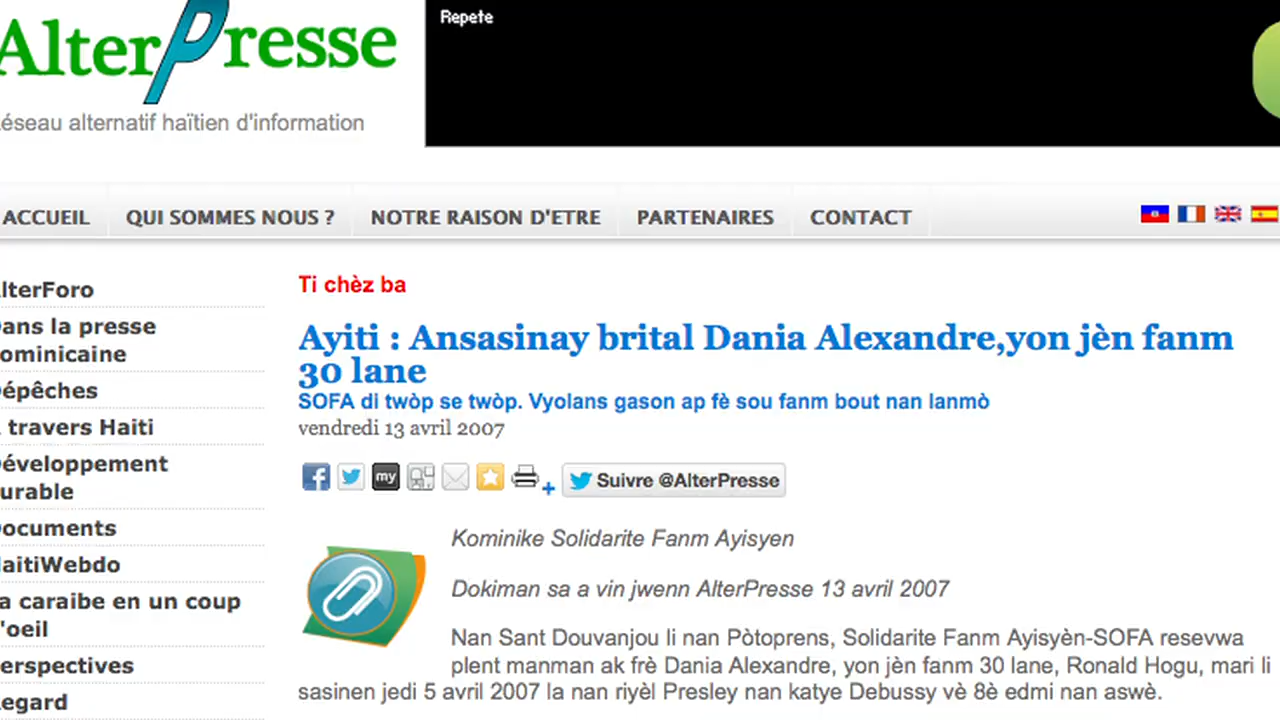 AlterPresse
éseau alternatif haïtien d'information
Repete
ACCUEIL QUI SOMMES NOUS ? NOTRE RAISON D'ETRE PARTENAIRES CONTACT
lterForo
ans la presse
ominicaine
épêches
travers Haiti
éveloppement
urable
ocuments
aitiWebdo
a caraibe en un coup
'oeil
erspectives
egard
Ti chèz ba
Ayiti : Ansasinay brital Dania Alexandre,yon jèn fanm
30 lane
SOFA di twòp se twòp. Vyolans gason ap fè sou fanm bout nan lanmò
vendredi 13 avril 2007
my
Suivre @AlterPresse
Kominike Solidarite Fanm Ayisyen
Dokiman sa a vin jwenn AlterPresse 13 avril 2007
Nan Sant Douvanjou li nan Pòtoprens, Solidarite Fanm Ayisyèn-SOFA resevwa
plent manman ak frè Dania Alexandre, yon jèn fanm 30 lane, Ronald Hogu, mari li
sasinen jedi 5 avril 2007 la nan riyèl Presley nan katye Debussy vè 8è edmi nan aswè.